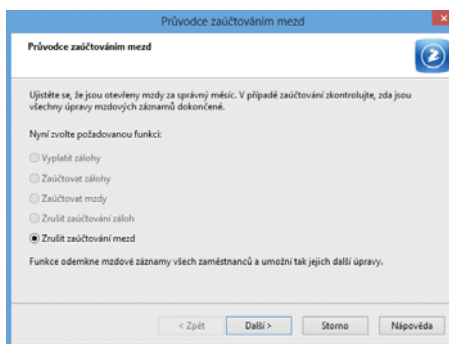 Průvodce zaúčtováním mezd
Průvodce zaúčtováním mezd
Ujistěte se, že jsou otevřeny mzdy za správný měsíc. V případě zaúčtování zkontrolujte, zda jsou
všechny úpravy mzdových záznamů dokončené.
Nyní zvolte požadovanou funkci:
Vyplatit zálohy
Zaúčtovat zálohy
Zaúčtovat mzdy
Zrušit zaúčtování záloh
Zrušit zaúčtování mezd
Funkce odemkne mzdové záznamy všech zaměstnanců a umožní tak jejich další úpravy.
< Zpět Další > Storno Nápověda